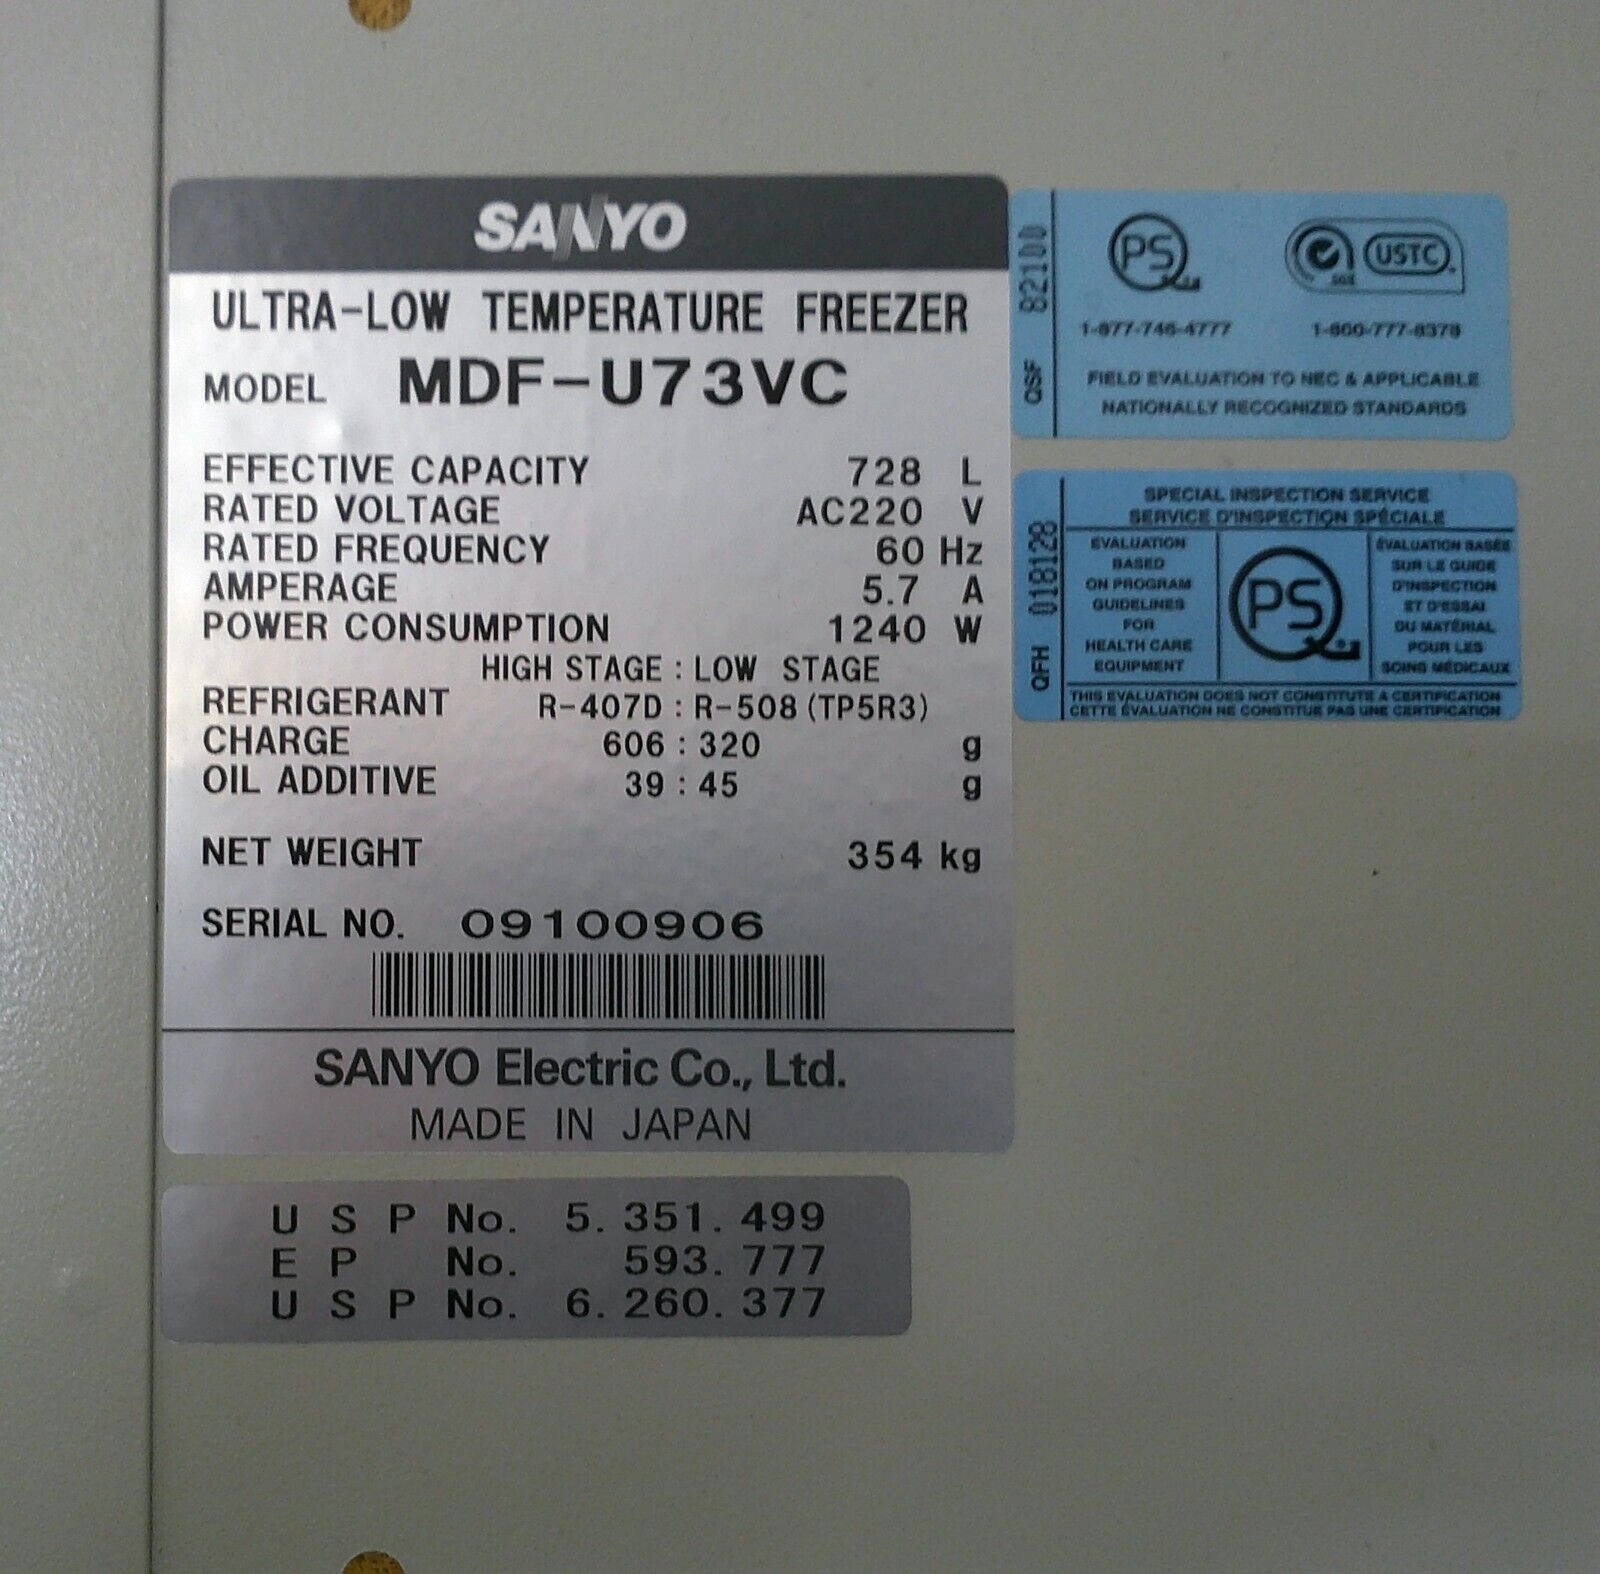 SANYO
ULTRA-LOW TEMPERATURE FREEZER
MODEL MDF-U73VC
EFFECTIVE CAPACITY 728 L
RATED VOLTAGE AC220 V
RATED FREQUENCY 60 Hz
AMPERAGE 5.7 A
POWER CONSUMPTION 1240 W
HIGH STAGE : LOW STAGE
REFRIGERANT R-407D : R-508 (TP5R3)
CHARGE 606 : 320 g
OIL ADDITIVE 39 : 45 g
NET WEIGHT 354 kg
SERIAL NO. 09100906
SANYO Electric Co., Ltd.
MADE IN JAPAN
U S P No. 5. 351. 499
E P No. 593. 777
U S P No. 6. 260. 377
QSF 82100
PS
USTC
1-877-746-4777 1-800-777-8378
FIELD EVALUATION TO NEC & APPLICABLE
NATIONALLY RECOGNIZED STANDARDS
QFH 0181128
SPECIAL INSPECTION SERVICE
SERVICE D'INSPECTION SPÉCIALE
EVALUATION
BASED
ON PROGRAM
GUIDELINES
FOR
HEALTH CARE
EQUIPMENT
PS
ÉVALUATION BASÉE
SUR LE GUIDE
D'INSPECTION
ET D'ESSAI
DU MATÉRIAL
POUR LES
SOINS MÉDICAUX
THIS EVALUATION DOES NOT CONSTITUTE A CERTIFICATION
CETTE ÉVALUATION NE CONSTITUE PAS UNE CERTIFICATION